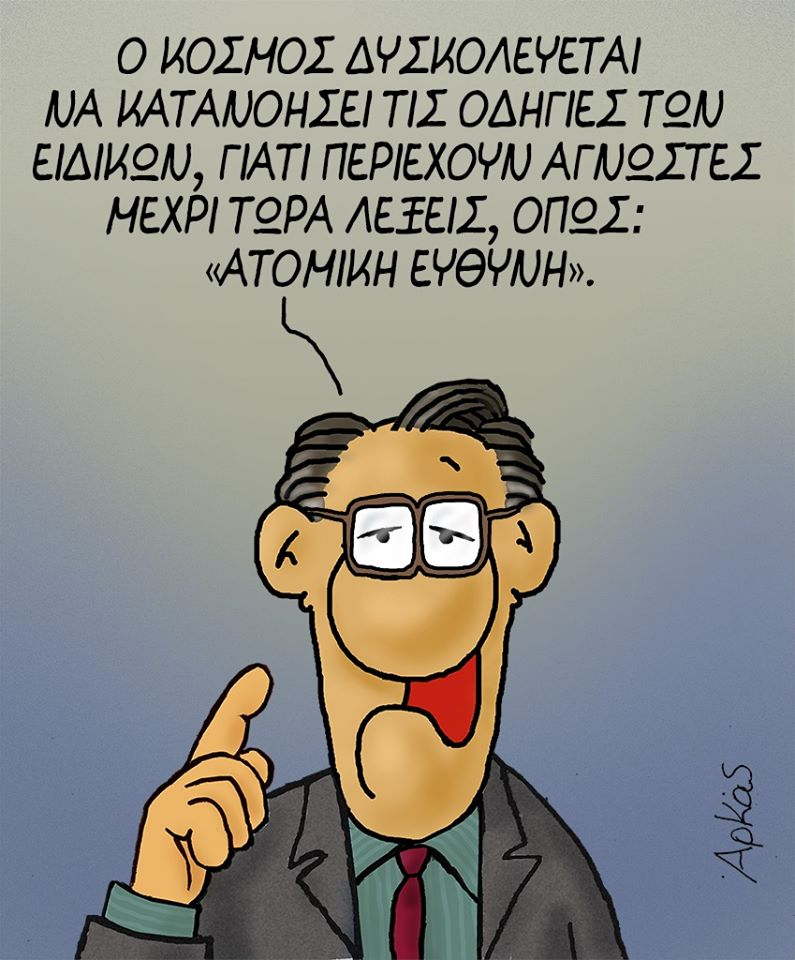 Ο ΚΟΣΜΟΣ ΔΥΣΚΟΛΕΥΕΤΑΙ
ΝΑ ΚΑΤΑΝΟΗΣΕΙ ΤΙΣ ΟΔΗΓΙΕΣ ΤΩΝ
ΕΙΔΙΚΩΝ, ΓΙΑΤΙ ΠΕΡΙΕΧΟΥΝ ΑΓΝΩΣΤΕΣ
ΜΕΧΡΙ ΤΩΡΑ ΛΕΞΕΙΣ, ΟΠΩΣ:
«ΑΤΟΜΙΚΗ ΕΥΘΥΝΗ».
Αρκάς